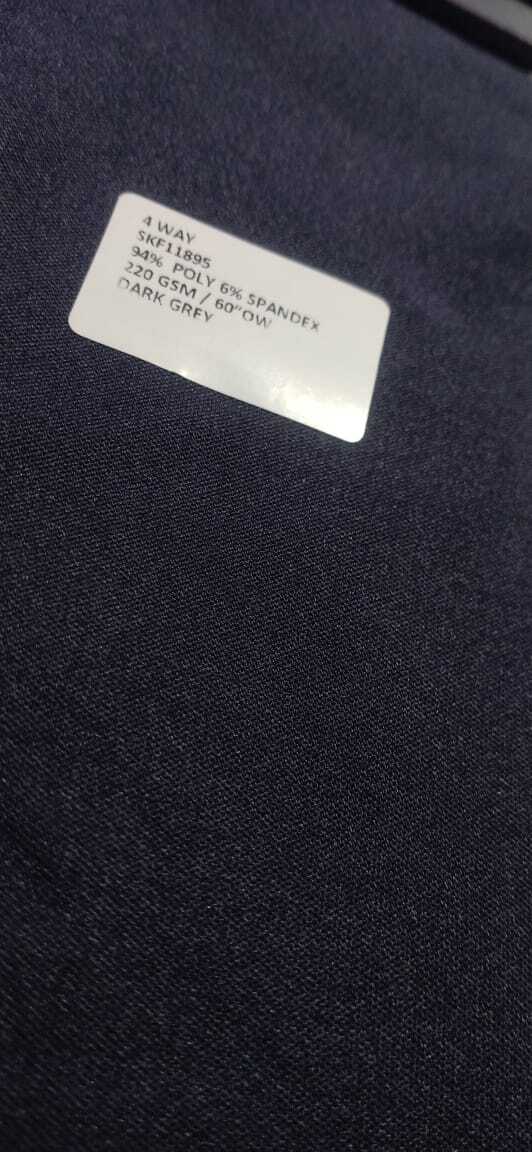 4 WAY
SKF11895
94% POLY 6% SPANDEX
220 GSM / 60"OW
DARK GREY